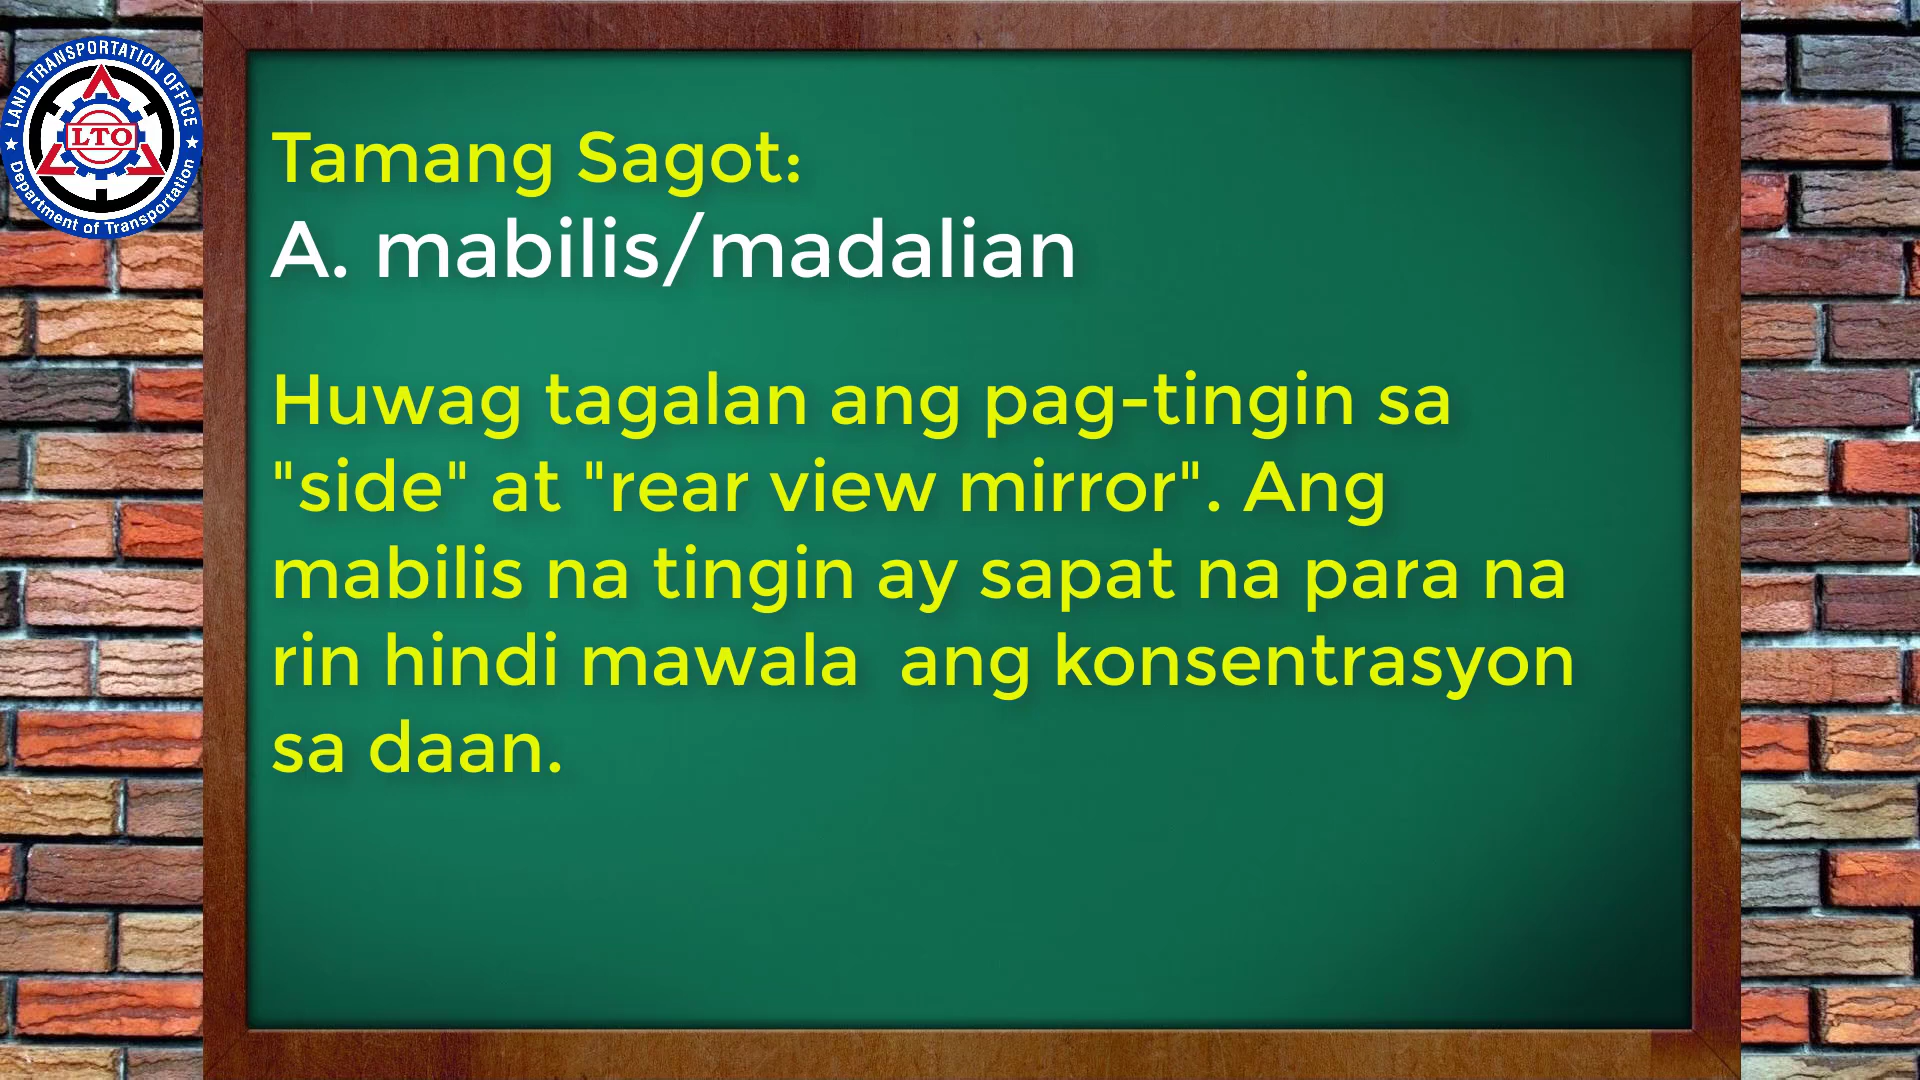 LAND TRANSPORTATION OFFICE
LTO
Department of Transportation
Tamang Sagot:
A. mabilis/madalian
Huwag tagalan ang pag-tingin sa
"side" at "rear view mirror". Ang
mabilis na tingin ay sapat na para na
rin hindi mawala  ang konsentrasyon
sa daan.